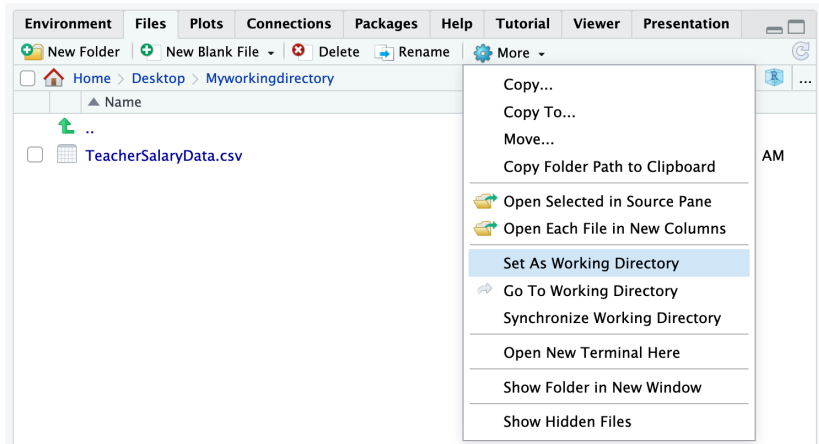 Environment Files Plots Connections Packages Help Tutorial Viewer Presentation
New Folder New Blank File Delete Rename More
Home > Desktop > Myworkingdirectory R ...
Name
..
TeacherSalaryData.csv AM
Copy...
Copy To...
Move...
Copy Folder Path to Clipboard
Open Selected in Source Pane
Open Each File in New Columns
Set As Working Directory
Go To Working Directory
Synchronize Working Directory
Open New Terminal Here
Show Folder in New Window
Show Hidden Files